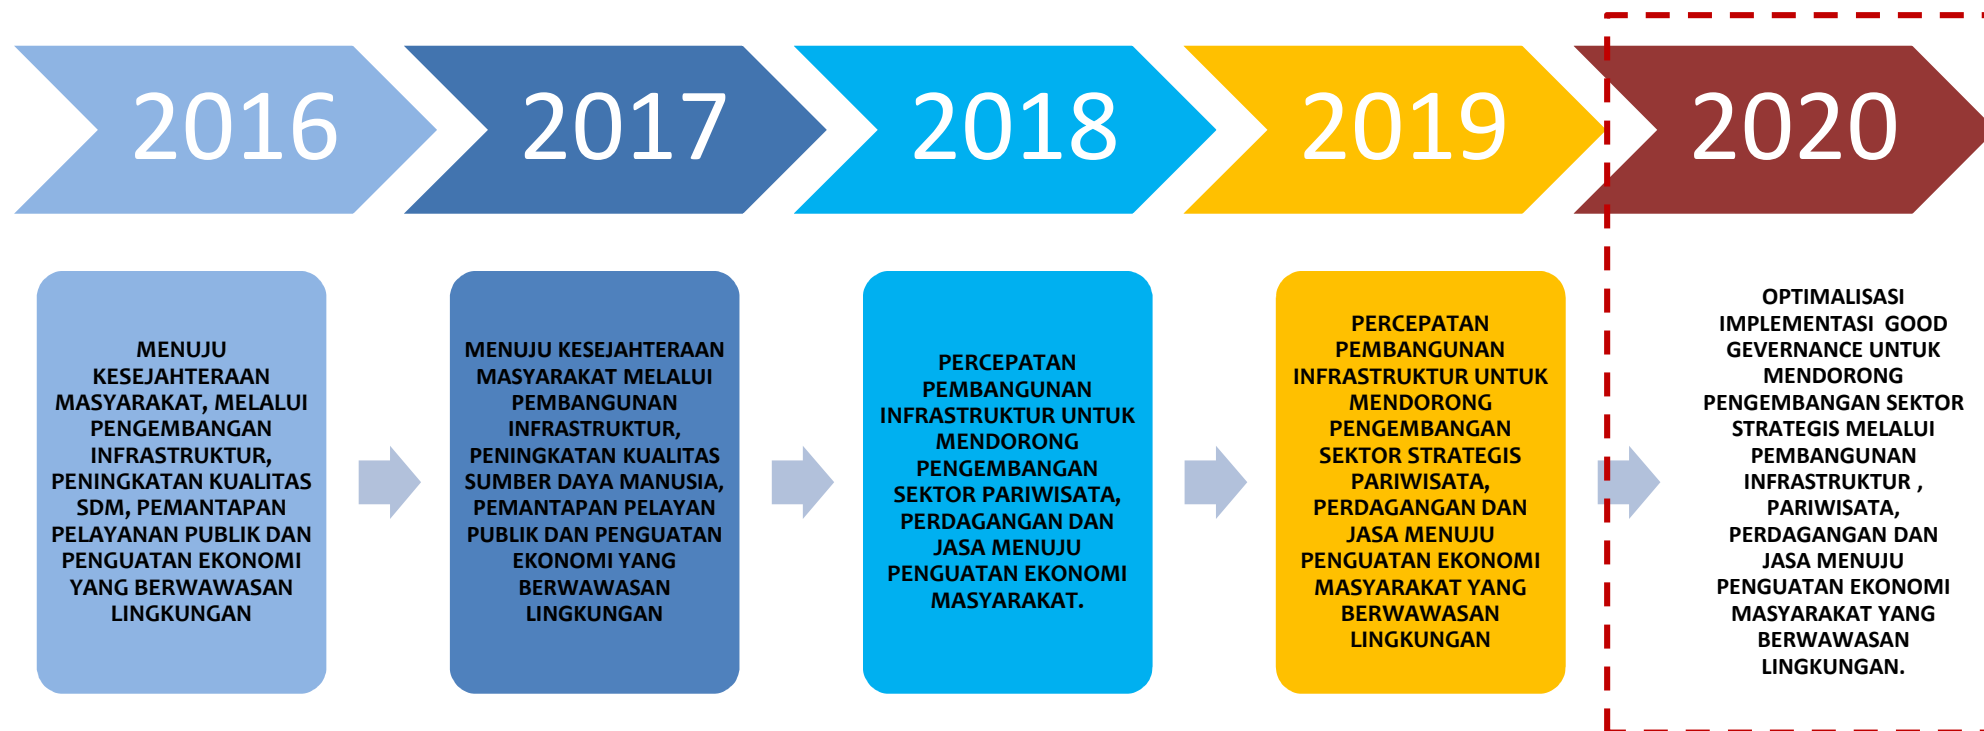 2016
2017
2018
2019
2020
MENUJU
KESEJAHTERAAN
MASYARAKAT, MELALUI
PENGEMBANGAN
INFRASTRUKTUR,
PENINGKATAN KUALITAS
SDM, PEMANTAPAN
PELAYANAN PUBLIK DAN
PENGUATAN EKONOMI
YANG BERWAWASAN
LINGKUNGAN
MENUJU KESEJAHTERAAN
MASYARAKAT MELALUI
PEMBANGUNAN
INFRASTRUKTUR,
PENINGKATAN KUALITAS
SUMBER DAYA MANUSIA,
PEMANTAPAN PELAYAN
PUBLIK DAN PENGUATAN
EKONOMI YANG
BERWAWASAN
LINGKUNGAN
PERCEPATAN
PEMBANGUNAN
INFRASTRUKTUR UNTUK
MENDORONG
PENGEMBANGAN
SEKTOR PARIWISATA,
PERDAGANGAN DAN
JASA MENUJU
PENGUATAN EKONOMI
MASYARAKAT.
PERCEPATAN
PEMBANGUNAN
INFRASTRUKTUR UNTUK
MENDORONG
PENGEMBANGAN
SEKTOR STRATEGIS
PARIWISATA,
PERDAGANGAN DAN
JASA MENUJU
PENGUATAN EKONOMI
MASYARAKAT YANG
BERWAWASAN
LINGKUNGAN
OPTIMALISASI
IMPLEMENTASI GOOD
GEVERNANCE UNTUK
MENDORONG
PENGEMBANGAN SEKTOR
STRATEGIS MELALUI
PEMBANGUNAN
INFRASTRUKTUR ,
PARIWISATA,
PERDAGANGAN DAN
JASA MENUJU
PENGUATAN EKONOMI
MASYARAKAT YANG
BERWAWASAN
LINGKUNGAN.